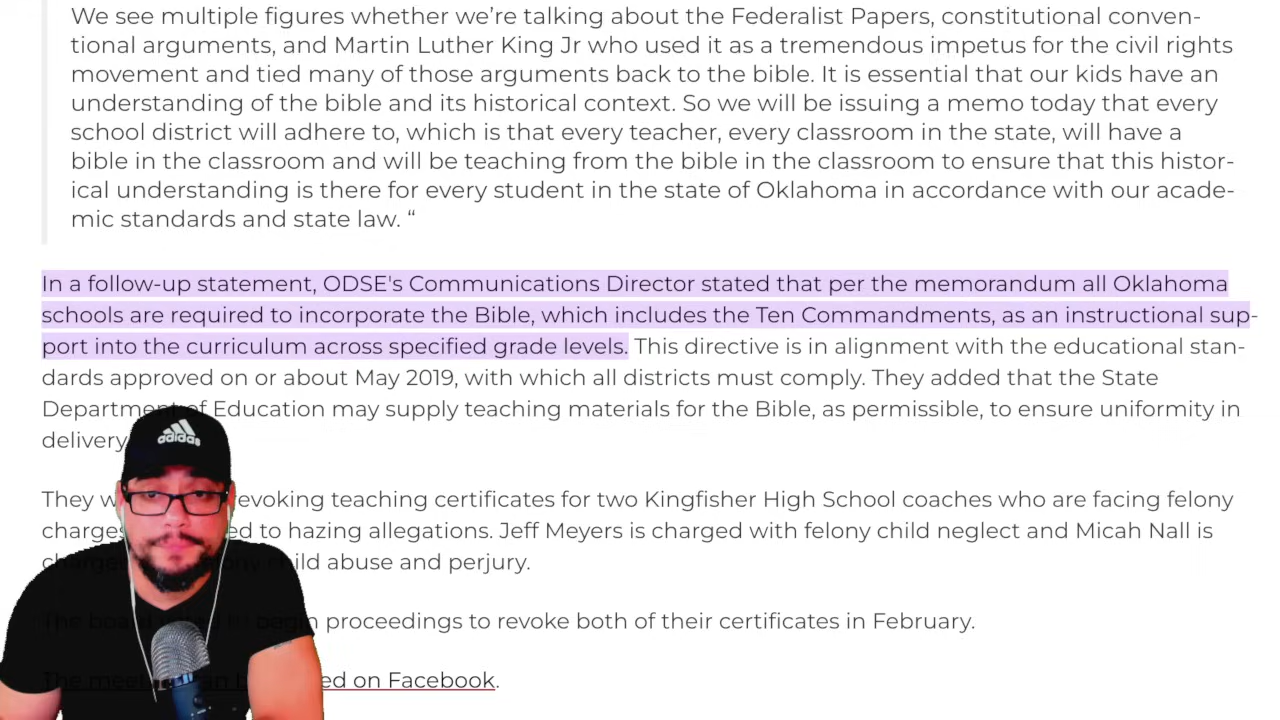 We see multiple figures whether we’re talking about the Federalist Papers, constitutional conven-
tional arguments, and Martin Luther King Jr who used it as a tremendous impetus for the civil rights
movement and tied many of those arguments back to the bible. It is essential that our kids have an
understanding of the bible and its historical context. So we will be issuing a memo today that every
school district will adhere to, which is that every teacher, every classroom in the state, will have a
bible in the classroom and will be teaching from the bible in the classroom to ensure that this histor-
ical understanding is there for every student in the state of Oklahoma in accordance with our acade-
mic standards and state law. “
In a follow-up statement, ODSE's Communications Director stated that per the memorandum all Oklahoma
schools are required to incorporate the Bible, which includes the Ten Commandments, as an instructional sup-
port into the curriculum across specified grade levels. This directive is in alignment with the educational stan-
dards approved on or about May 2019, with which all districts must comply. They added that the State
Department of Education may supply teaching materials for the Bible, as permissible, to ensure uniformity in
delivery
adidas
They revoking teaching certificates for two Kingfisher High School coaches who are facing felony
to hazing allegations. Jeff Meyers is charged with felony child neglect and Micah Nall is
child abuse and perjury.
The begin proceedings to revoke both of their certificates in February.
The on Facebook.